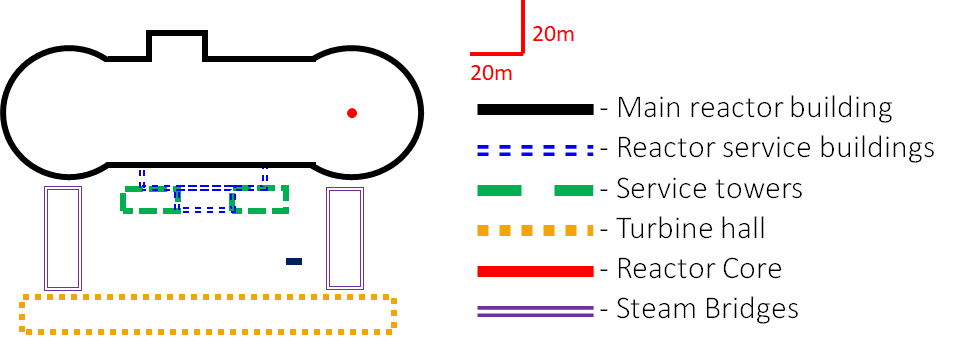 20m
20m
- Main reactor building
- Reactor service buildings
- Service towers
- Turbine hall
- Reactor Core
- Steam Bridges